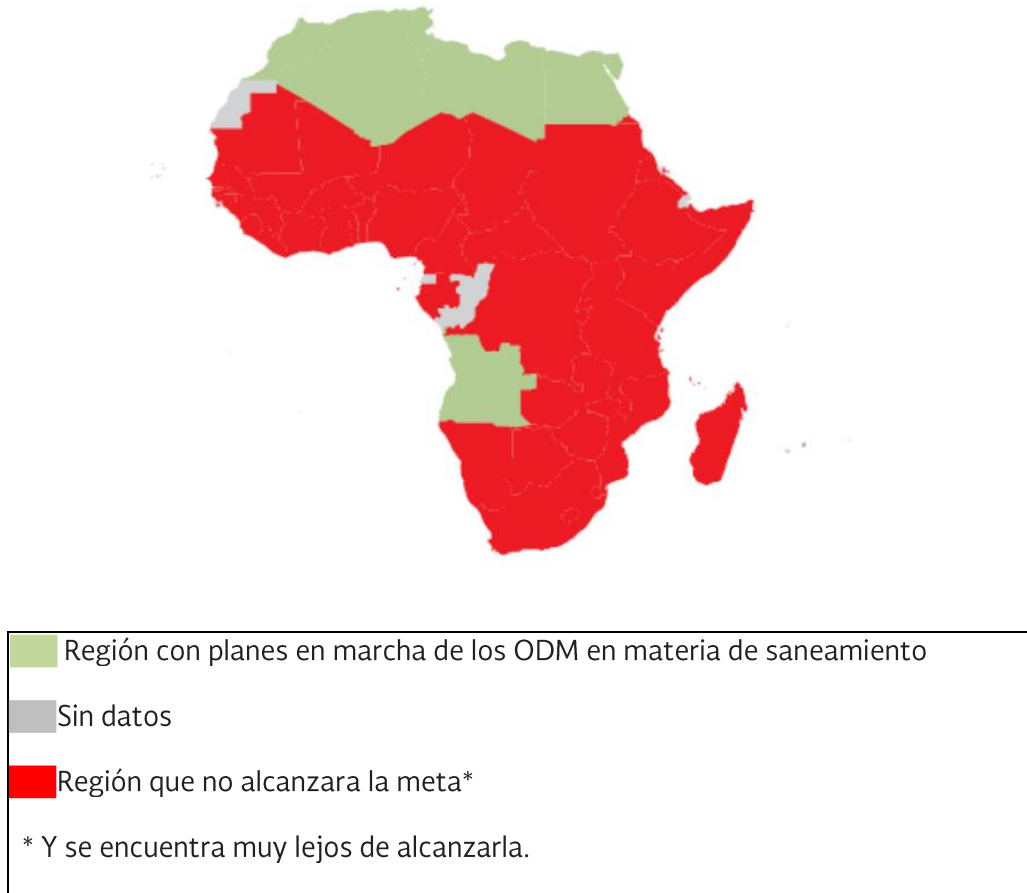 Región con planes en marcha de los ODM en materia de saneamiento
Sin datos
Región que no alcanzara la meta*
* Y se encuentra muy lejos de alcanzarla.